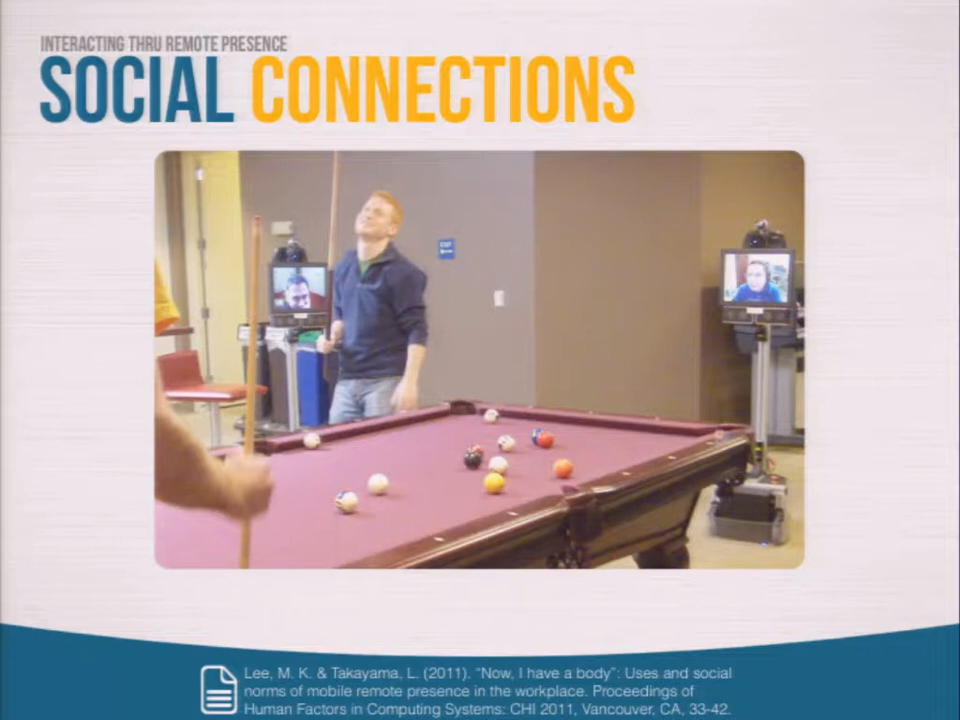 INTERACTING THRU REMOTE PRESENCE
SOCIAL CONNECTIONS
EXIT
Lee, M. K. & Takayama, L. (2011). “Now, I have a body”: Uses and social
norms of mobile remote presence in the workplace. Proceedings of
Human Factors in Computing Systems: CHI 2011, Vancouver, CA, 33-42.